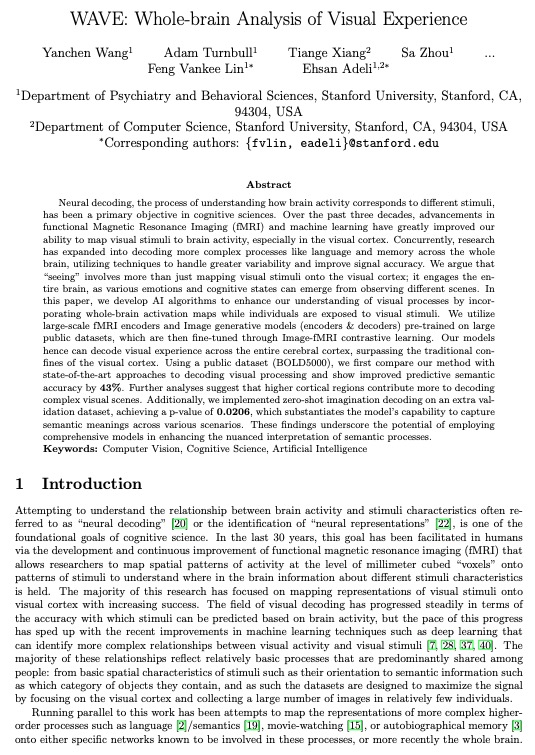 WAVE: Whole-brain Analysis of Visual Experience
Yanchen Wang¹ Adam Turnbull¹ Tiange Xiang² Sa Zhou¹ ...
Feng Vankee Lin¹* Ehsan Adeli¹,²*
¹Department of Psychiatry and Behavioral Sciences, Stanford University, Stanford, CA,
94304, USA
²Department of Computer Science, Stanford University, Stanford, CA, 94304, USA
*Corresponding authors: {fvlin, eadeli}@stanford.edu
Abstract
Neural decoding, the process of understanding how brain activity corresponds to different stimuli,
has been a primary objective in cognitive sciences. Over the past three decades, advancements in
functional Magnetic Resonance Imaging (fMRI) and machine learning have greatly improved our
ability to map visual stimuli to brain activity, especially in the visual cortex. Concurrently, research
has expanded into decoding more complex processes like language and memory across the whole
brain, utilizing techniques to handle greater variability and improve signal accuracy. We argue that
“seeing” involves more than just mapping visual stimuli onto the visual cortex; it engages the en-
tire brain, as various emotions and cognitive states can emerge from observing different scenes. In
this paper, we develop AI algorithms to enhance our understanding of visual processes by incor-
porating whole-brain activation maps while individuals are exposed to visual stimuli. We utilize
large-scale fMRI encoders and Image generative models (encoders & decoders) pre-trained on large
public datasets, which are then fine-tuned through Image-fMRI contrastive learning. Our models
hence can decode visual experience across the entire cerebral cortex, surpassing the traditional con-
fines of the visual cortex. Using a public dataset (BOLD5000), we first compare our method with
state-of-the-art approaches to decoding visual processing and show improved predictive semantic
accuracy by 43%. Further analyses suggest that higher cortical regions contribute more to decoding
complex visual scenes. Additionally, we implemented zero-shot imagination decoding on an extra val-
idation dataset, achieving a p-value of 0.0206, which substantiates the model’s capability to capture
semantic meanings across various scenarios. These findings underscore the potential of employing
comprehensive models in enhancing the nuanced interpretation of semantic processes.
Keywords: Computer Vision, Cognitive Science, Artificial Intelligence
1 Introduction
Attempting to understand the relationship between brain activity and stimuli characteristics often re-
ferred to as “neural decoding” [20] or the identification of “neural representations” [22], is one of the
foundational goals of cognitive science. In the last 30 years, this goal has been facilitated in humans
via the development and continuous improvement of functional magnetic resonance imaging (fMRI) that
allows researchers to map spatial patterns of activity at the level of millimeter cubed “voxels” onto
patterns of stimuli to understand where in the brain information about different stimuli characteristics
is held. The majority of this research has focused on mapping representations of visual stimuli onto
visual cortex with increasing success. The field of visual decoding has progressed steadily in terms of
the accuracy with which stimuli can be predicted based on brain activity, but the pace of this progress
has sped up with the recent improvements in machine learning techniques such as deep learning that
can identify more complex relationships between visual activity and visual stimuli [7, 28, 37, 40]. The
majority of these relationships reflect relatively basic processes that are predominantly shared among
people: from basic spatial characteristics of stimuli such as their orientation to semantic information such
as which category of objects they contain, and as such the datasets are designed to maximize the signal
by focusing on the visual cortex and collecting a large number of images in relatively few individuals.
Running parallel to this work has been attempts to map the representations of more complex higher-
order processes such as language [2]/semantics [19], movie-watching [15], or autobiographical memory [3]
onto either specific networks known to be involved in these processes, or more recently the whole brain.